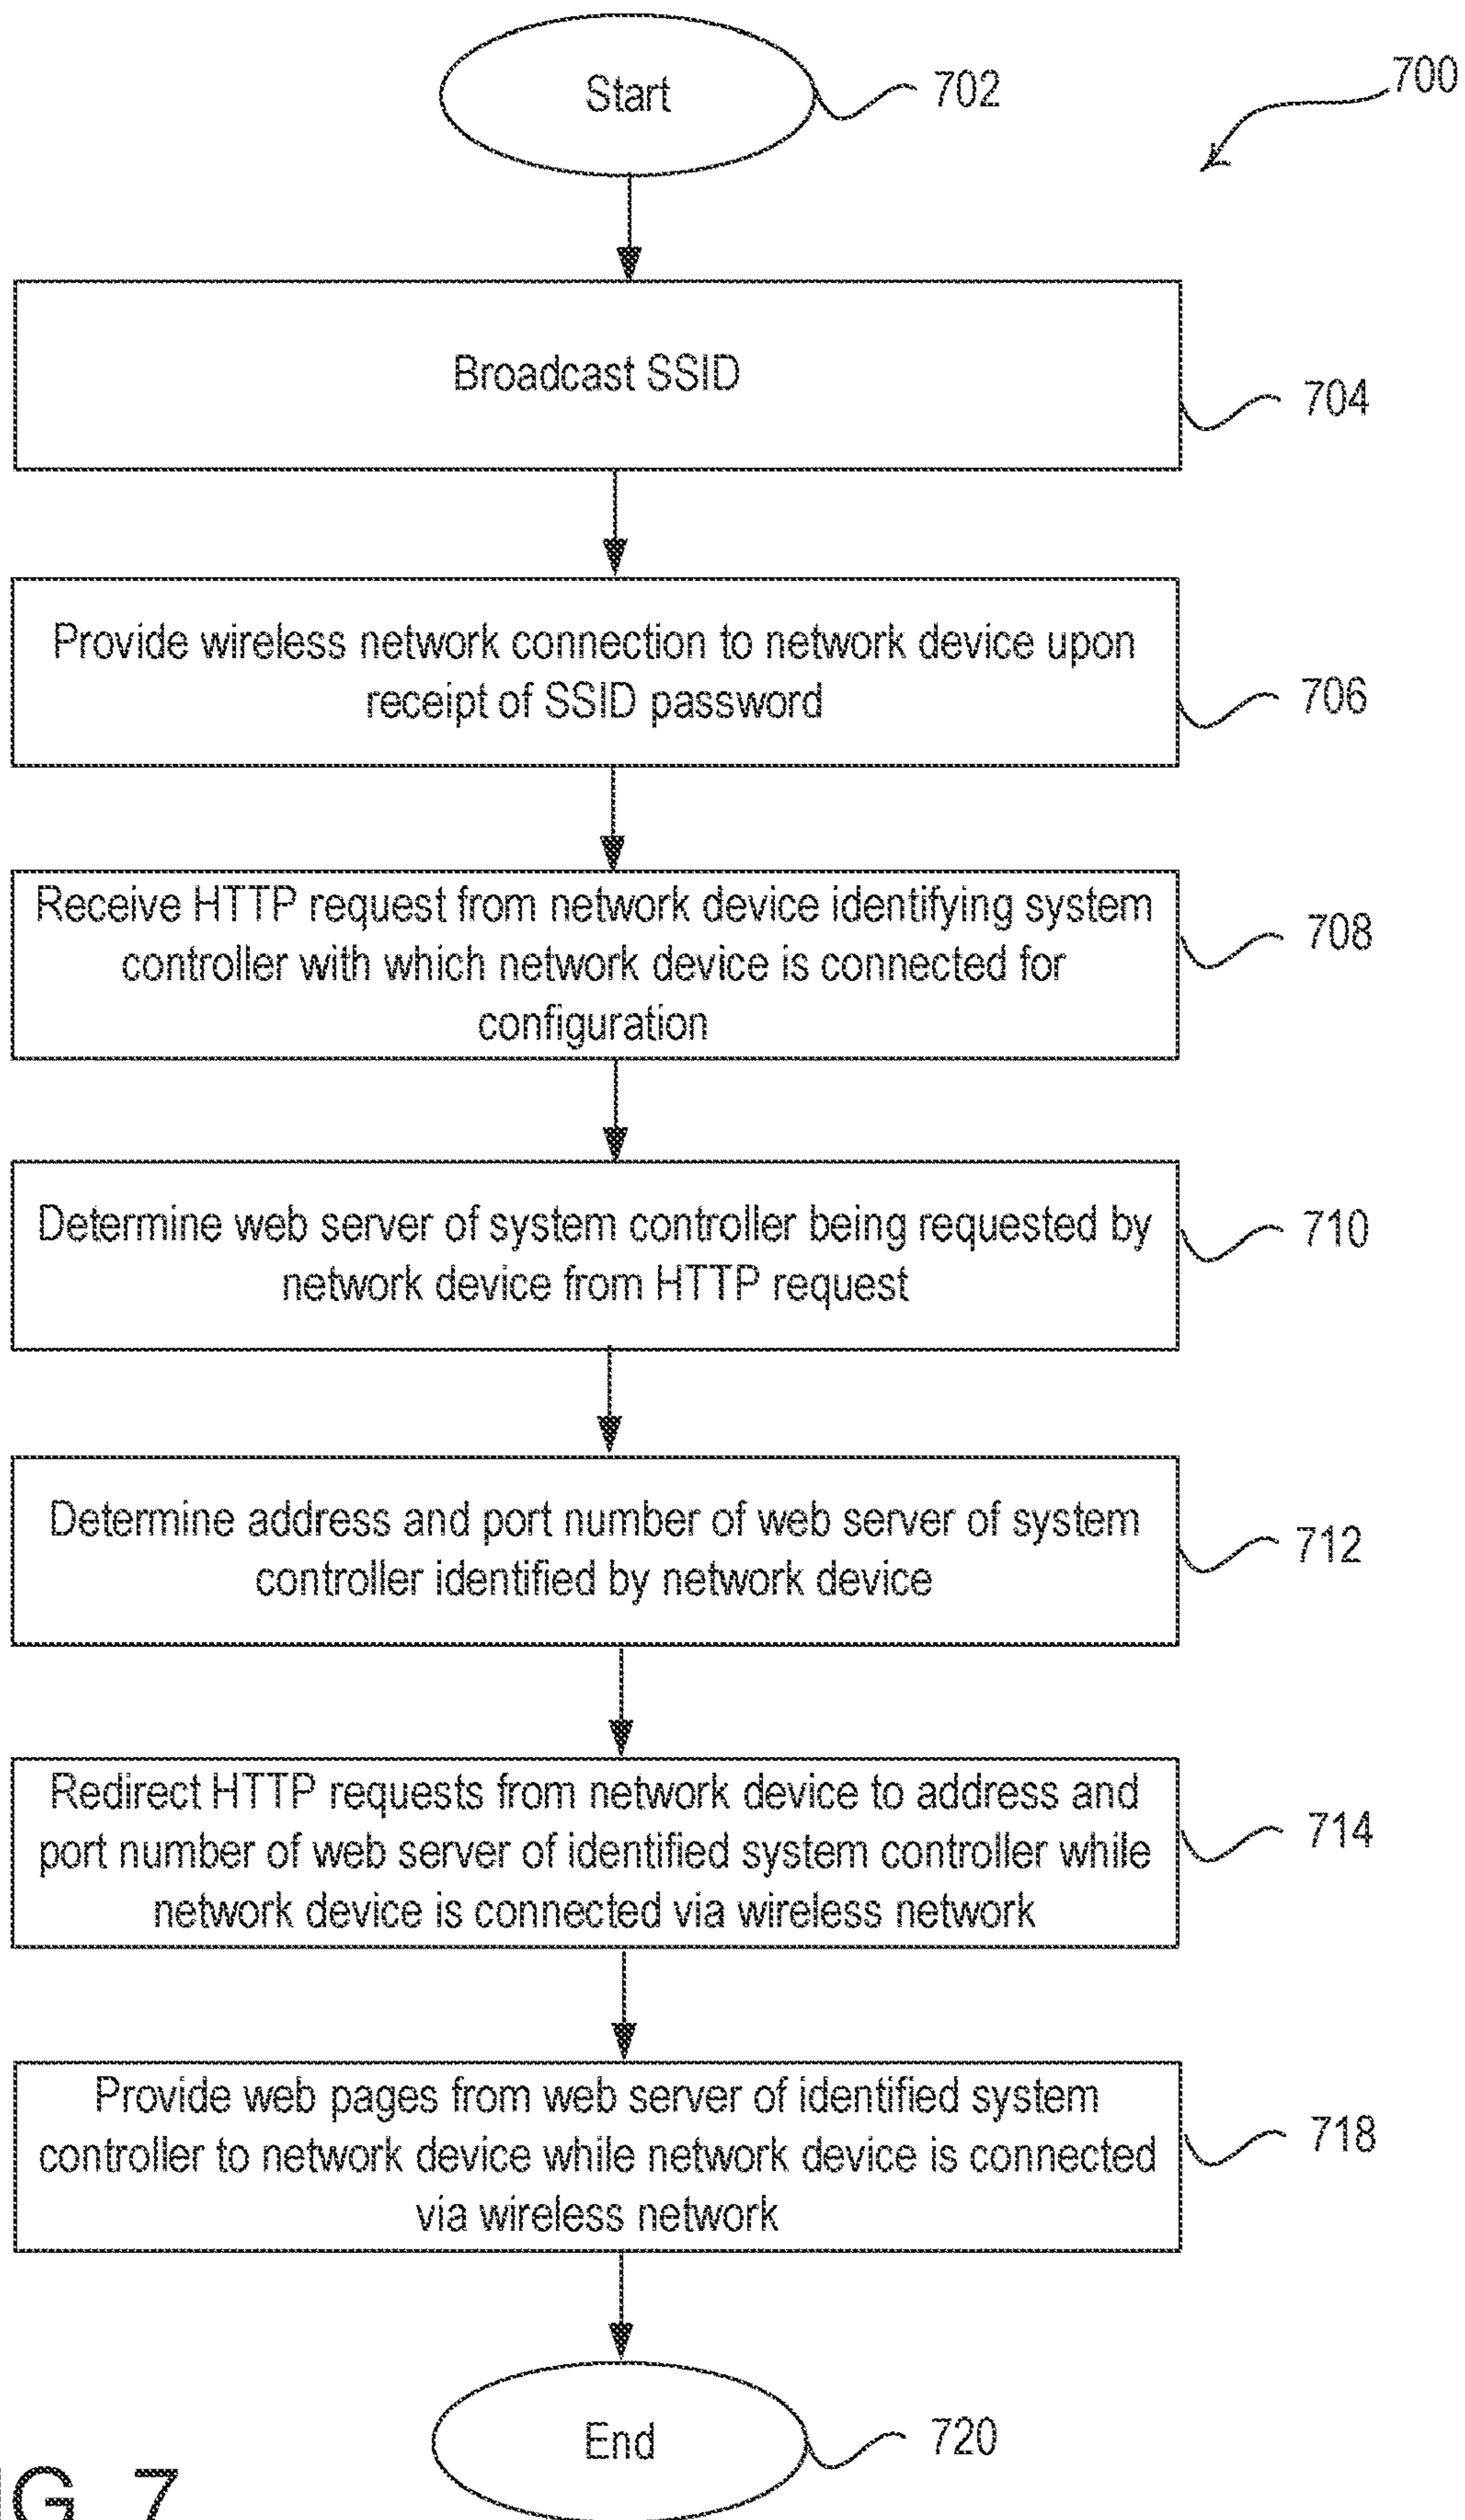 Start
702
700
Broadcast SSID
704
Provide wireless network connection to network device upon
receipt of SSID password
706
Receive HTTP request from network device identifying system
controller with which network device is connected for
configuration
708
Determine web server of system controller being requested by
network device from HTTP request
710
Determine address and port number of web server of system
controller identified by network device
712
Redirect HTTP requests from network device to address and
port number of web server of identified system controller while
network device is connected via wireless network
714
Provide web pages from web server of identified system
controller to network device while network device is connected
via wireless network
718
End
720
IG. 7